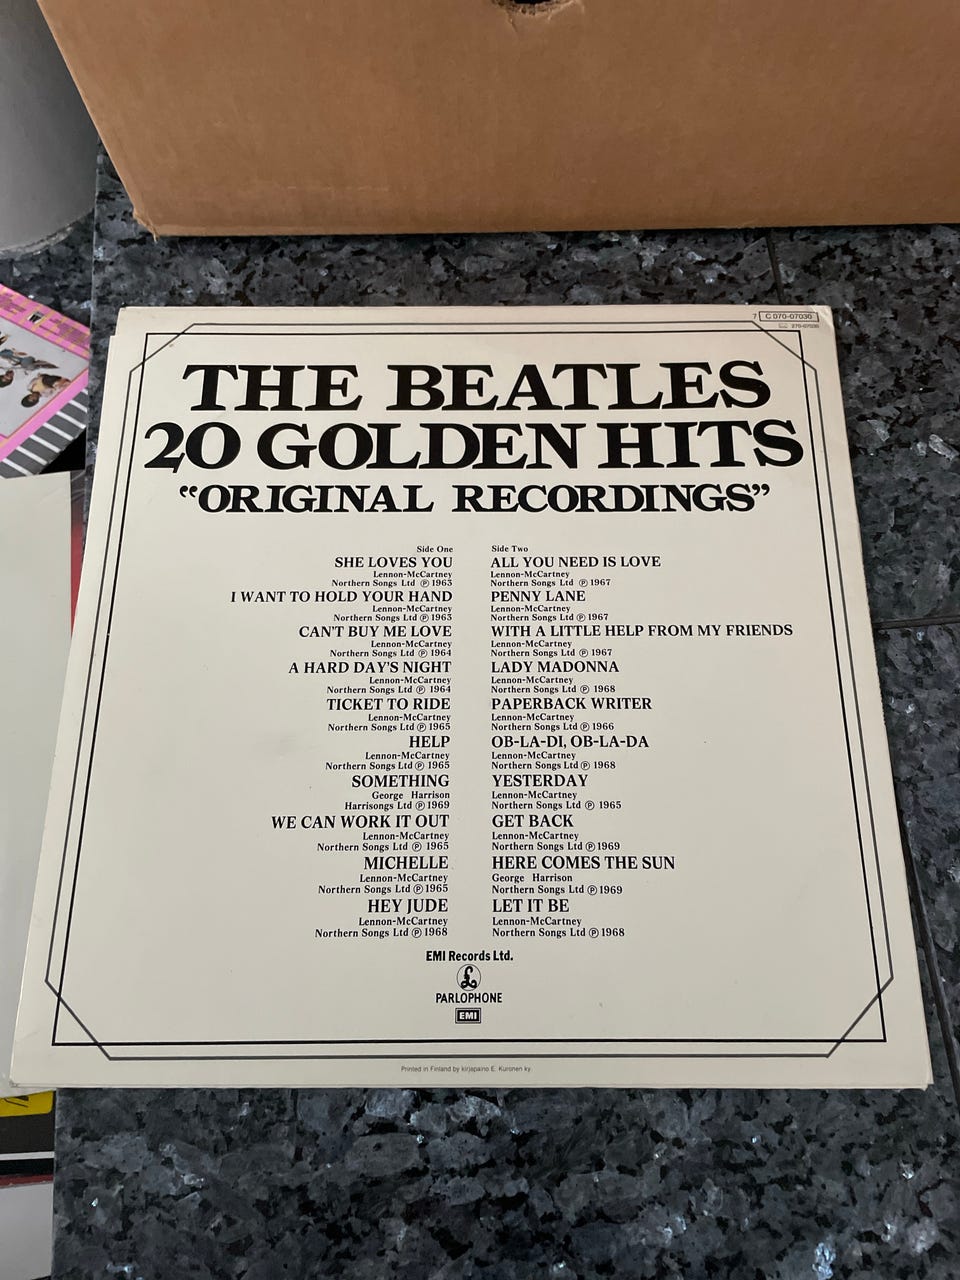 7 C 070-07030
270-07030
THE BEATLES
20 GOLDEN HITS
“ORIGINAL RECORDINGS”
Side One
SHE LOVES YOU
Lennon-McCartney
Northern Songs Ltd ℗ 1963
I WANT TO HOLD YOUR HAND
Lennon-McCartney
Northern Songs Ltd ℗ 1963
CAN'T BUY ME LOVE
Lennon-McCartney
Northern Songs Ltd ℗ 1964
A HARD DAY'S NIGHT
Lennon-McCartney
Northern Songs Ltd ℗ 1964
TICKET TO RIDE
Lennon-McCartney
Northern Songs Ltd ℗ 1965
HELP
Lennon-McCartney
Northern Songs Ltd ℗ 1965
SOMETHING
George Harrison
Harrisongs Ltd ℗ 1969
WE CAN WORK IT OUT
Lennon-McCartney
Northern Songs Ltd ℗ 1965
MICHELLE
Lennon-McCartney
Northern Songs Ltd ℗ 1965
HEY JUDE
Lennon-McCartney
Northern Songs Ltd ℗ 1968
Side Two
ALL YOU NEED IS LOVE
Lennon-McCartney
Northern Songs Ltd ℗ 1967
PENNY LANE
Lennon-McCartney
Northern Songs Ltd ℗ 1967
WITH A LITTLE HELP FROM MY FRIENDS
Lennon-McCartney
Northern Songs Ltd ℗ 1967
LADY MADONNA
Lennon-McCartney
Northern Songs Ltd ℗ 1968
PAPERBACK WRITER
Lennon-McCartney
Northern Songs Ltd ℗ 1966
OB-LA-DI, OB-LA-DA
Lennon-McCartney
Northern Songs Ltd ℗ 1968
YESTERDAY
Lennon-McCartney
Northern Songs Ltd ℗ 1965
GET BACK
Lennon-McCartney
Northern Songs Ltd ℗ 1969
HERE COMES THE SUN
George Harrison
Northern Songs Ltd ℗ 1969
LET IT BE
Lennon-McCartney
Northern Songs Ltd ℗ 1968
EMI Records Ltd.
£
PARLOPHONE
EMI
Printed in Finland by kirjapaino E. Kuronen ky